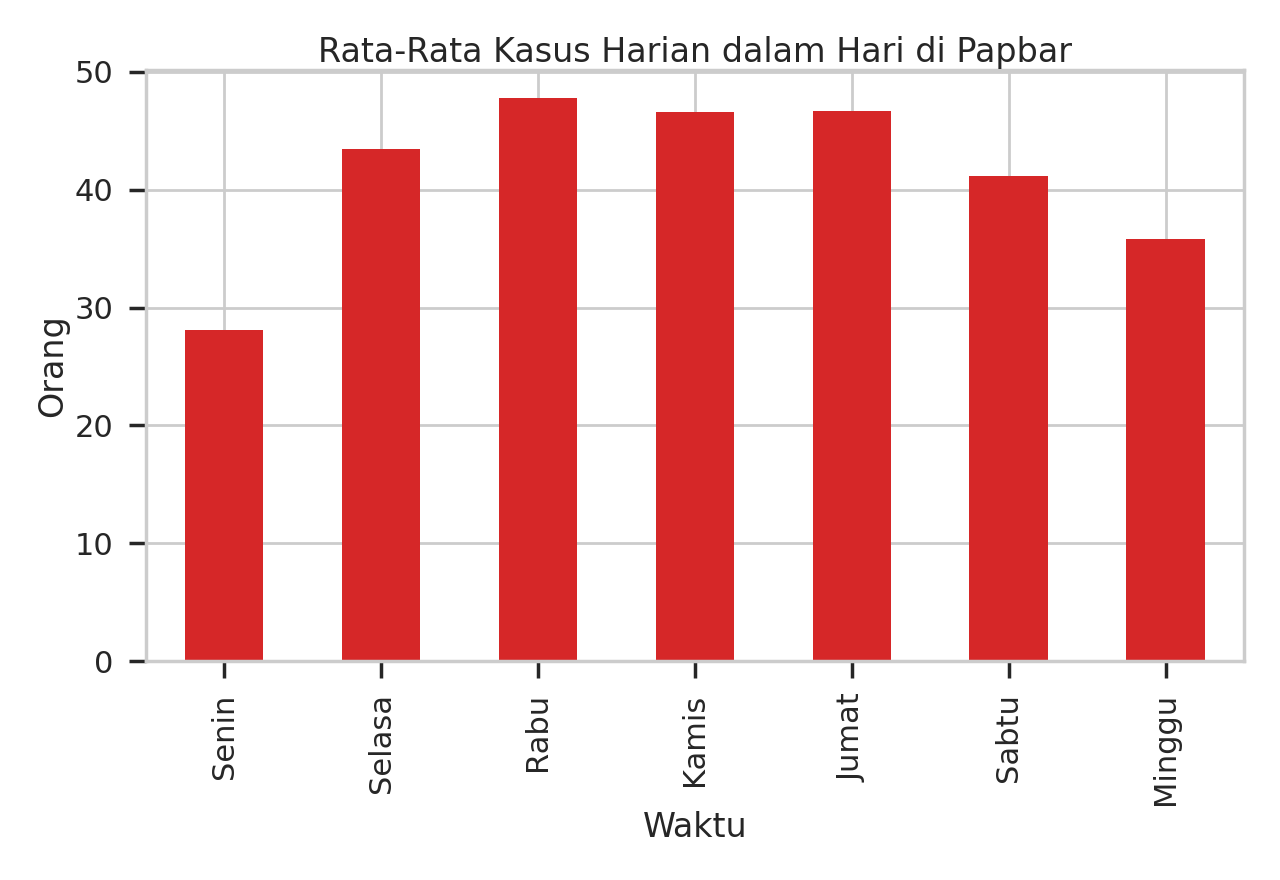 Rata-Rata Kasus Harian dalam Hari di Papbar
50
40
30
20
10
0
Orang
Senin
Selasa
Rabu
Kamis
Jumat
Sabtu
Minggu
Waktu